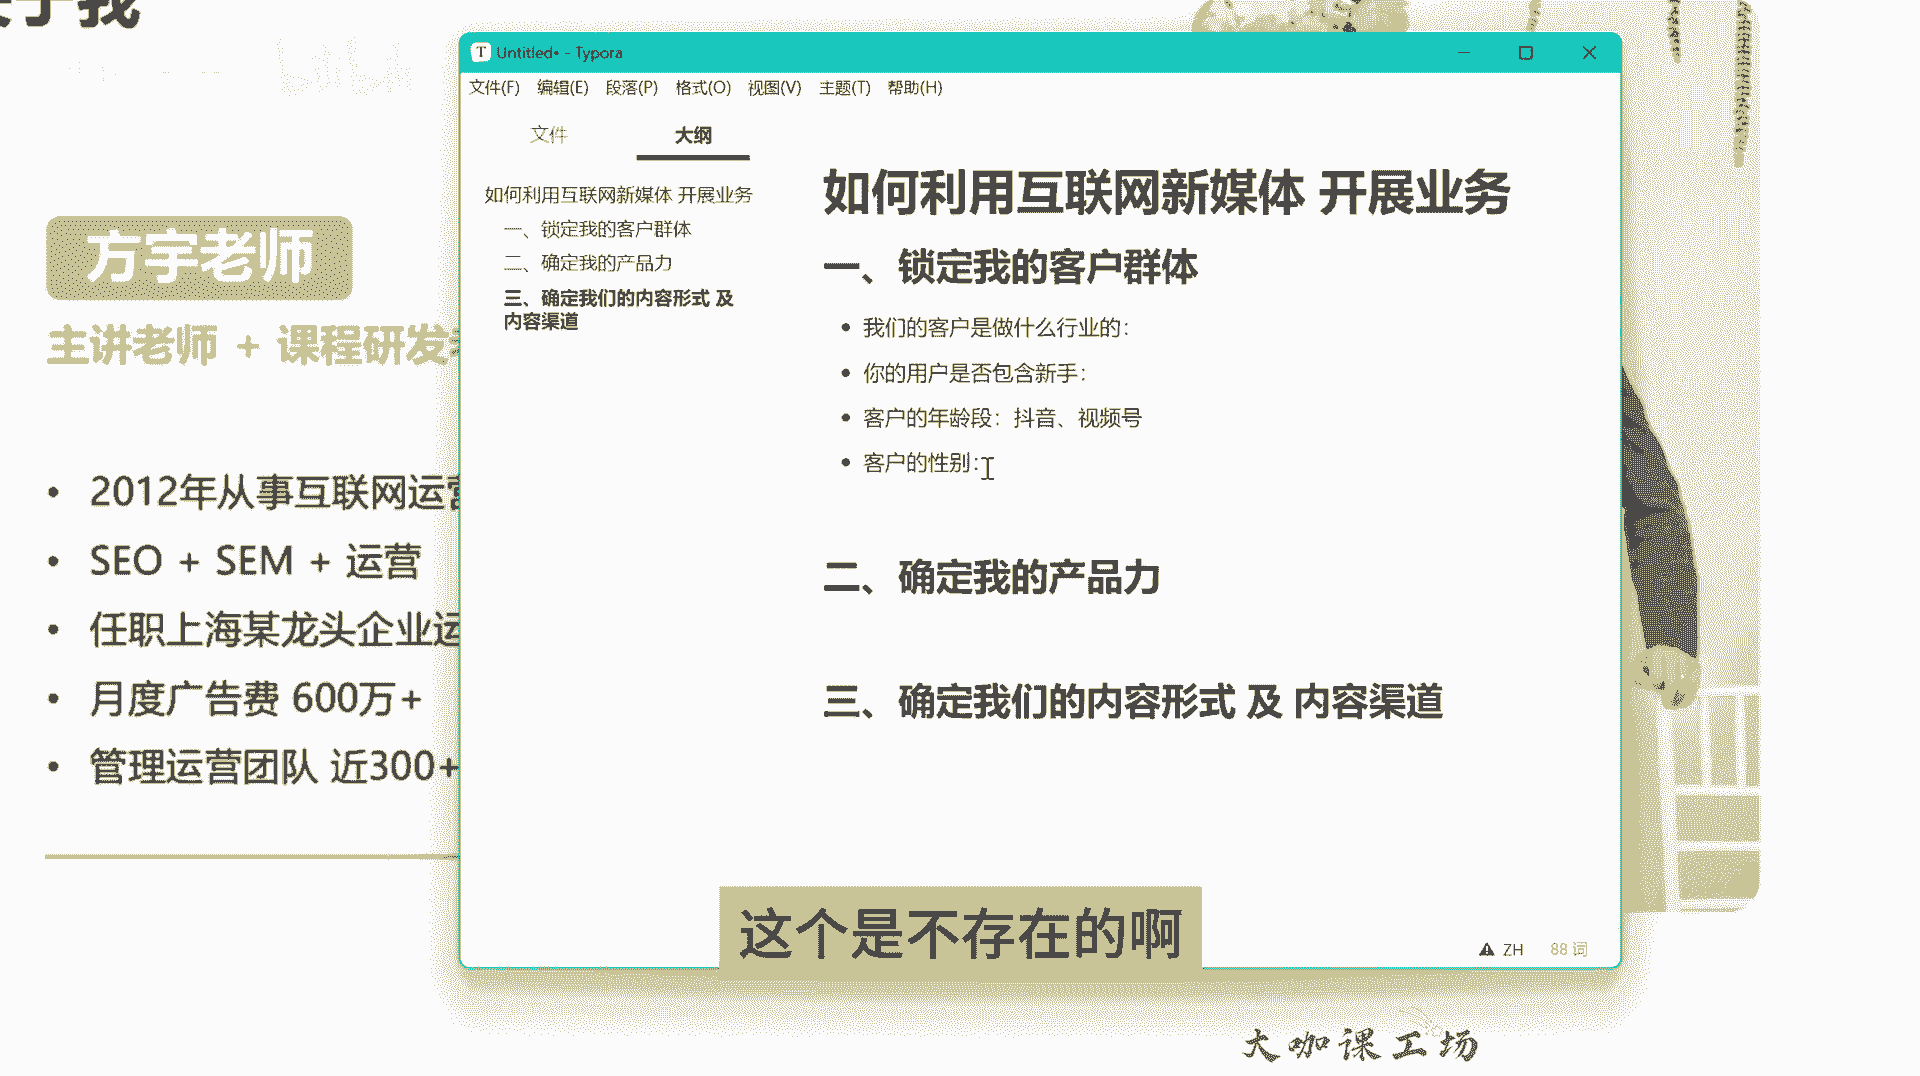 Untitled• - Typora
文件(F) 编辑(E) 段落(P) 格式(O) 视图(V) 主题(T) 帮助(H)
文件 大纲
如何利用互联网新媒体 开展业务
一、锁定我的客户群体
二、确定我的产品力
三、确定我们的内容形式 及
内容渠道
如何利用互联网新媒体 开展业务
一、锁定我的客户群体
• 我们的客户是做什么行业的：
• 你的用户是否包含新手：
• 客户的年龄段：抖音、视频号
• 客户的性别：
二、确定我的产品力
三、确定我们的内容形式 及 内容渠道
ZH 88 词
于我
方宇老师
主讲老师 + 课程研发
• 2012年从事互联网运营
• SEO + SEM + 运营
• 任职上海某龙头企业运
• 月度广告费 600万+
• 管理运营团队 近300+
这个是不存在的啊
大咖课工场